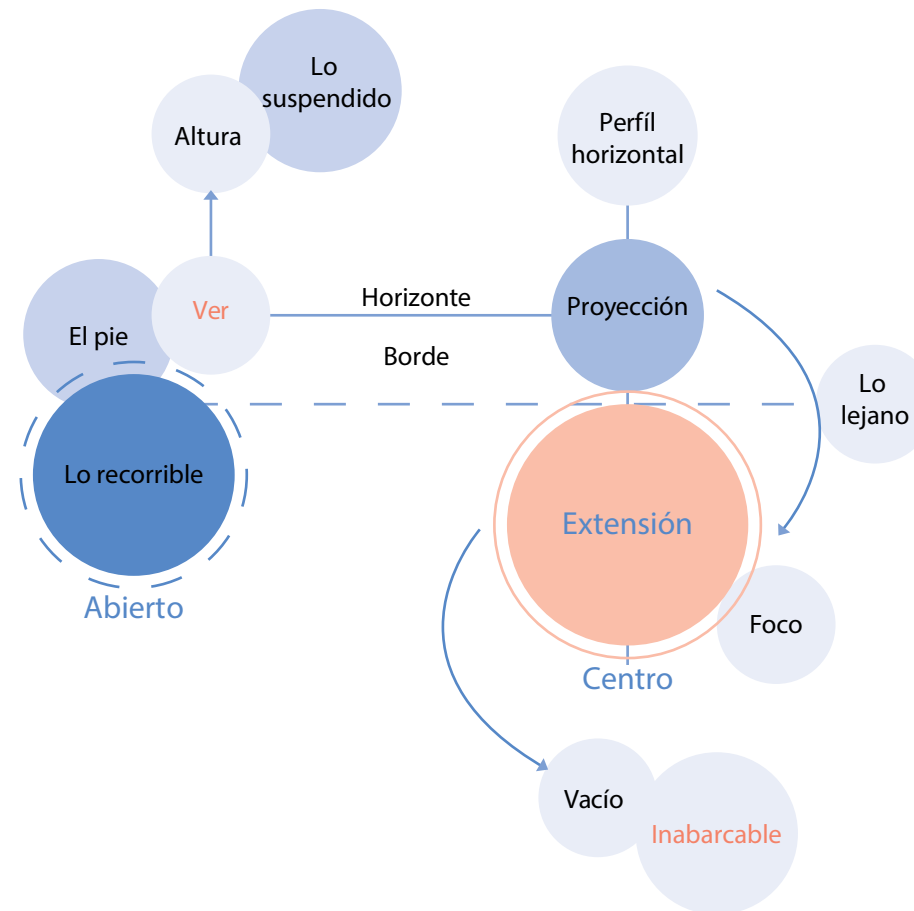 Lo
suspendido
Altura
Perfíl
horizontal
Ver
Horizonte
Proyección
El pie
Borde
Lo
lejano
Lo recorrible
Extensión
Abierto
Foco
Centro
Vacío
Inabarcable